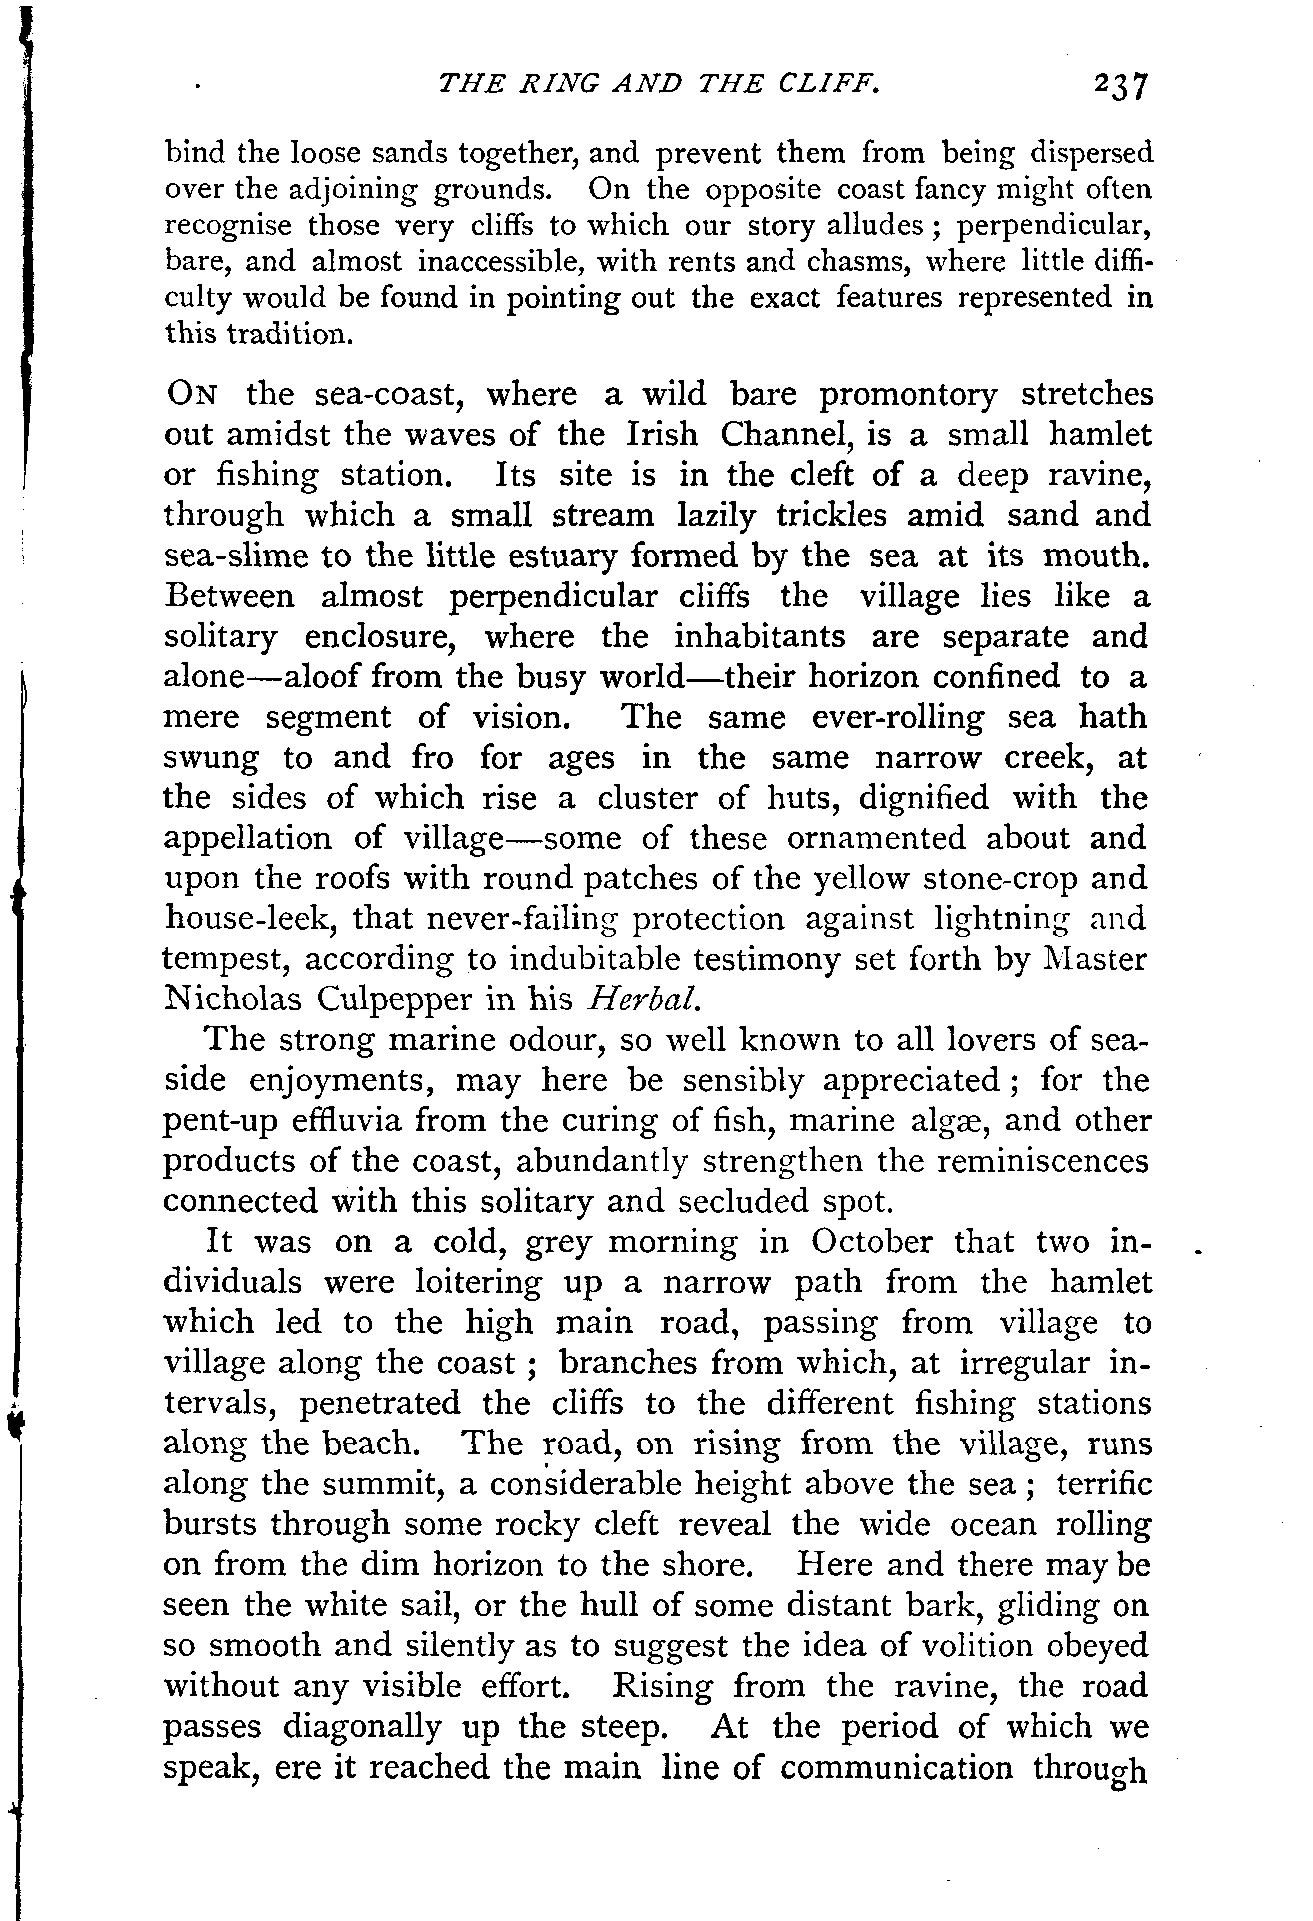 THE RING AND THE CLIFF. 237
bind the loose sands together, and prevent them from being dispersed
over the adjoining grounds. On the opposite coast fancy might often
recognise those very cliffs to which our story alludes ; perpendicular,
bare, and almost inaccessible, with rents and chasms, where little diffi-
culty would be found in pointing out the exact features represented in
this tradition.
ON the sea-coast, where a wild bare promontory stretches
out amidst the waves of the Irish Channel, is a small hamlet
or fishing station. Its site is in the cleft of a deep ravine,
through which a small stream lazily trickles amid sand and
sea-slime to the little estuary formed by the sea at its mouth.
Between almost perpendicular cliffs the village lies like a
solitary enclosure, where the inhabitants are separate and
alone—aloof from the busy world—their horizon confined to a
mere segment of vision. The same ever-rolling sea hath
swung to and fro for ages in the same narrow creek, at
the sides of which rise a cluster of huts, dignified with the
appellation of village—some of these ornamented about and
upon the roofs with round patches of the yellow stone-crop and
house-leek, that never-failing protection against lightning and
tempest, according to indubitable testimony set forth by Master
Nicholas Culpepper in his Herbal.
The strong marine odour, so well known to all lovers of sea-
side enjoyments, may here be sensibly appreciated ; for the
pent-up effluvia from the curing of fish, marine algæ, and other
products of the coast, abundantly strengthen the reminiscences
connected with this solitary and secluded spot.
It was on a cold, grey morning in October that two in-
dividuals were loitering up a narrow path from the hamlet
which led to the high main road, passing from village to
village along the coast ; branches from which, at irregular in-
tervals, penetrated the cliffs to the different fishing stations
along the beach. The road, on rising from the village, runs
along the summit, a considerable height above the sea ; terrific
bursts through some rocky cleft reveal the wide ocean rolling
on from the dim horizon to the shore. Here and there may be
seen the white sail, or the hull of some distant bark, gliding on
so smooth and silently as to suggest the idea of volition obeyed
without any visible effort. Rising from the ravine, the road
passes diagonally up the steep. At the period of which we
speak, ere it reached the main line of communication through